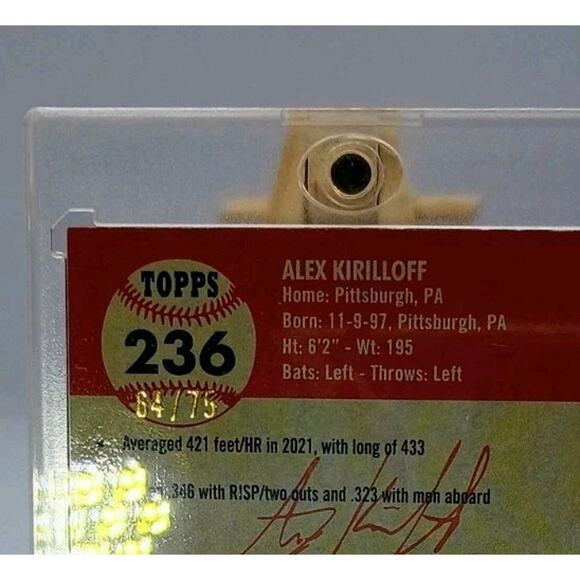 TOPPS
236
64/75
ALEX KIRILLOFF
Home: Pittsburgh, PA
Born: 11-9-97, Pittsburgh, PA
Ht: 6'2" - Wt: 195
Bats: Left - Throws: Left
Averaged 421 feet/HR in 2021, with long of 433
.346 with RISP/two outs and .323 with men aboard